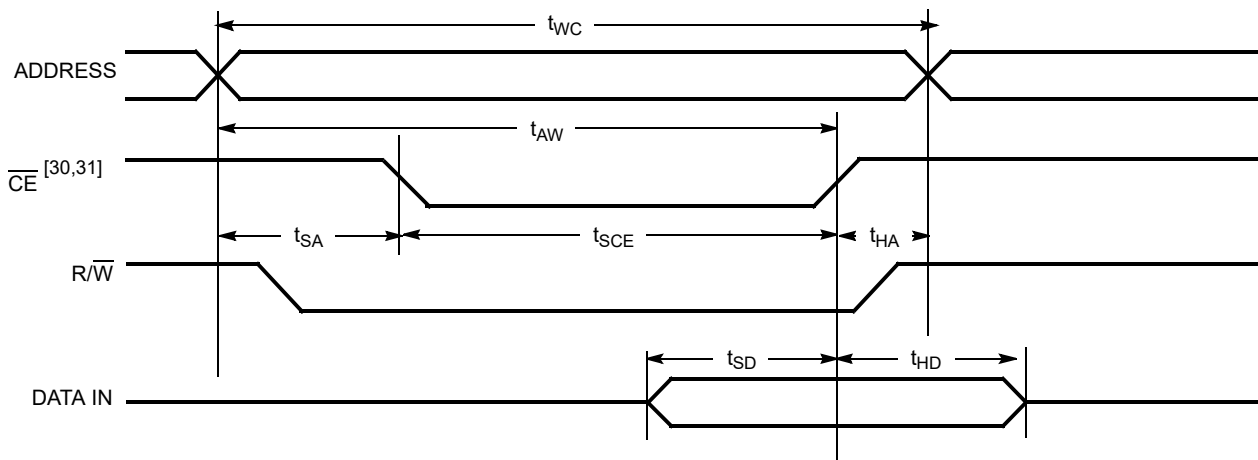 tWC
ADDRESS
tAW
CE [30,31]
tSA
tSCE
tHA
R/W
tSD
tHD
DATA IN